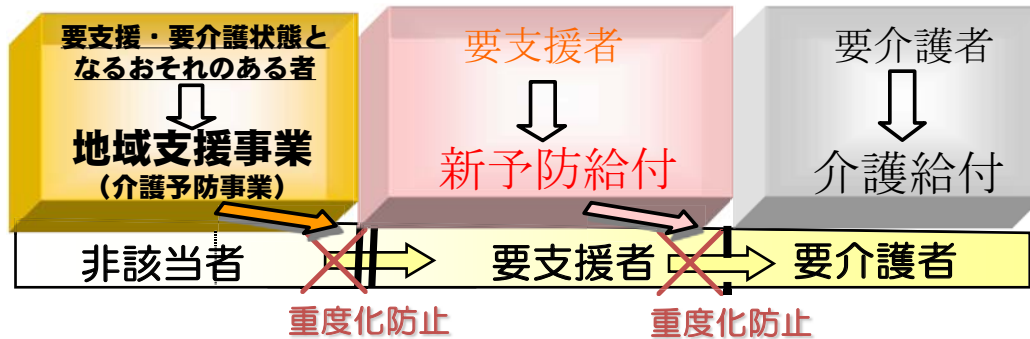 要支援・要介護状態と
なるおそれのある者
地域支援事業
（介護予防事業）
要支援者
新予防給付
要介護者
介護給付
非該当者
要支援者
要介護者
重度化防止
重度化防止